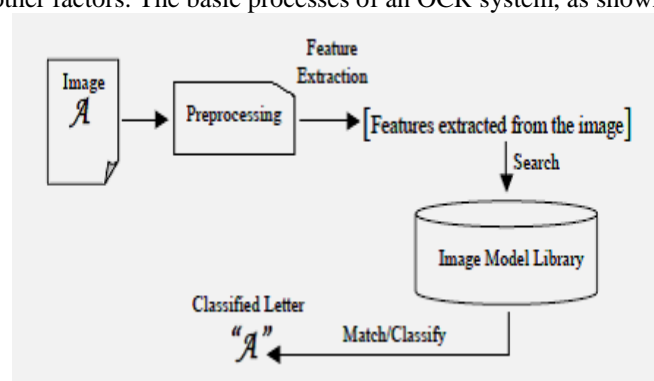 other factors. The basic processes of an OCR system, as show
Feature
Extraction
Image
A
Preprocessing
[Features extracted from the image]
Search
Image Model Library
Classified Letter
"A"
Match/Classify